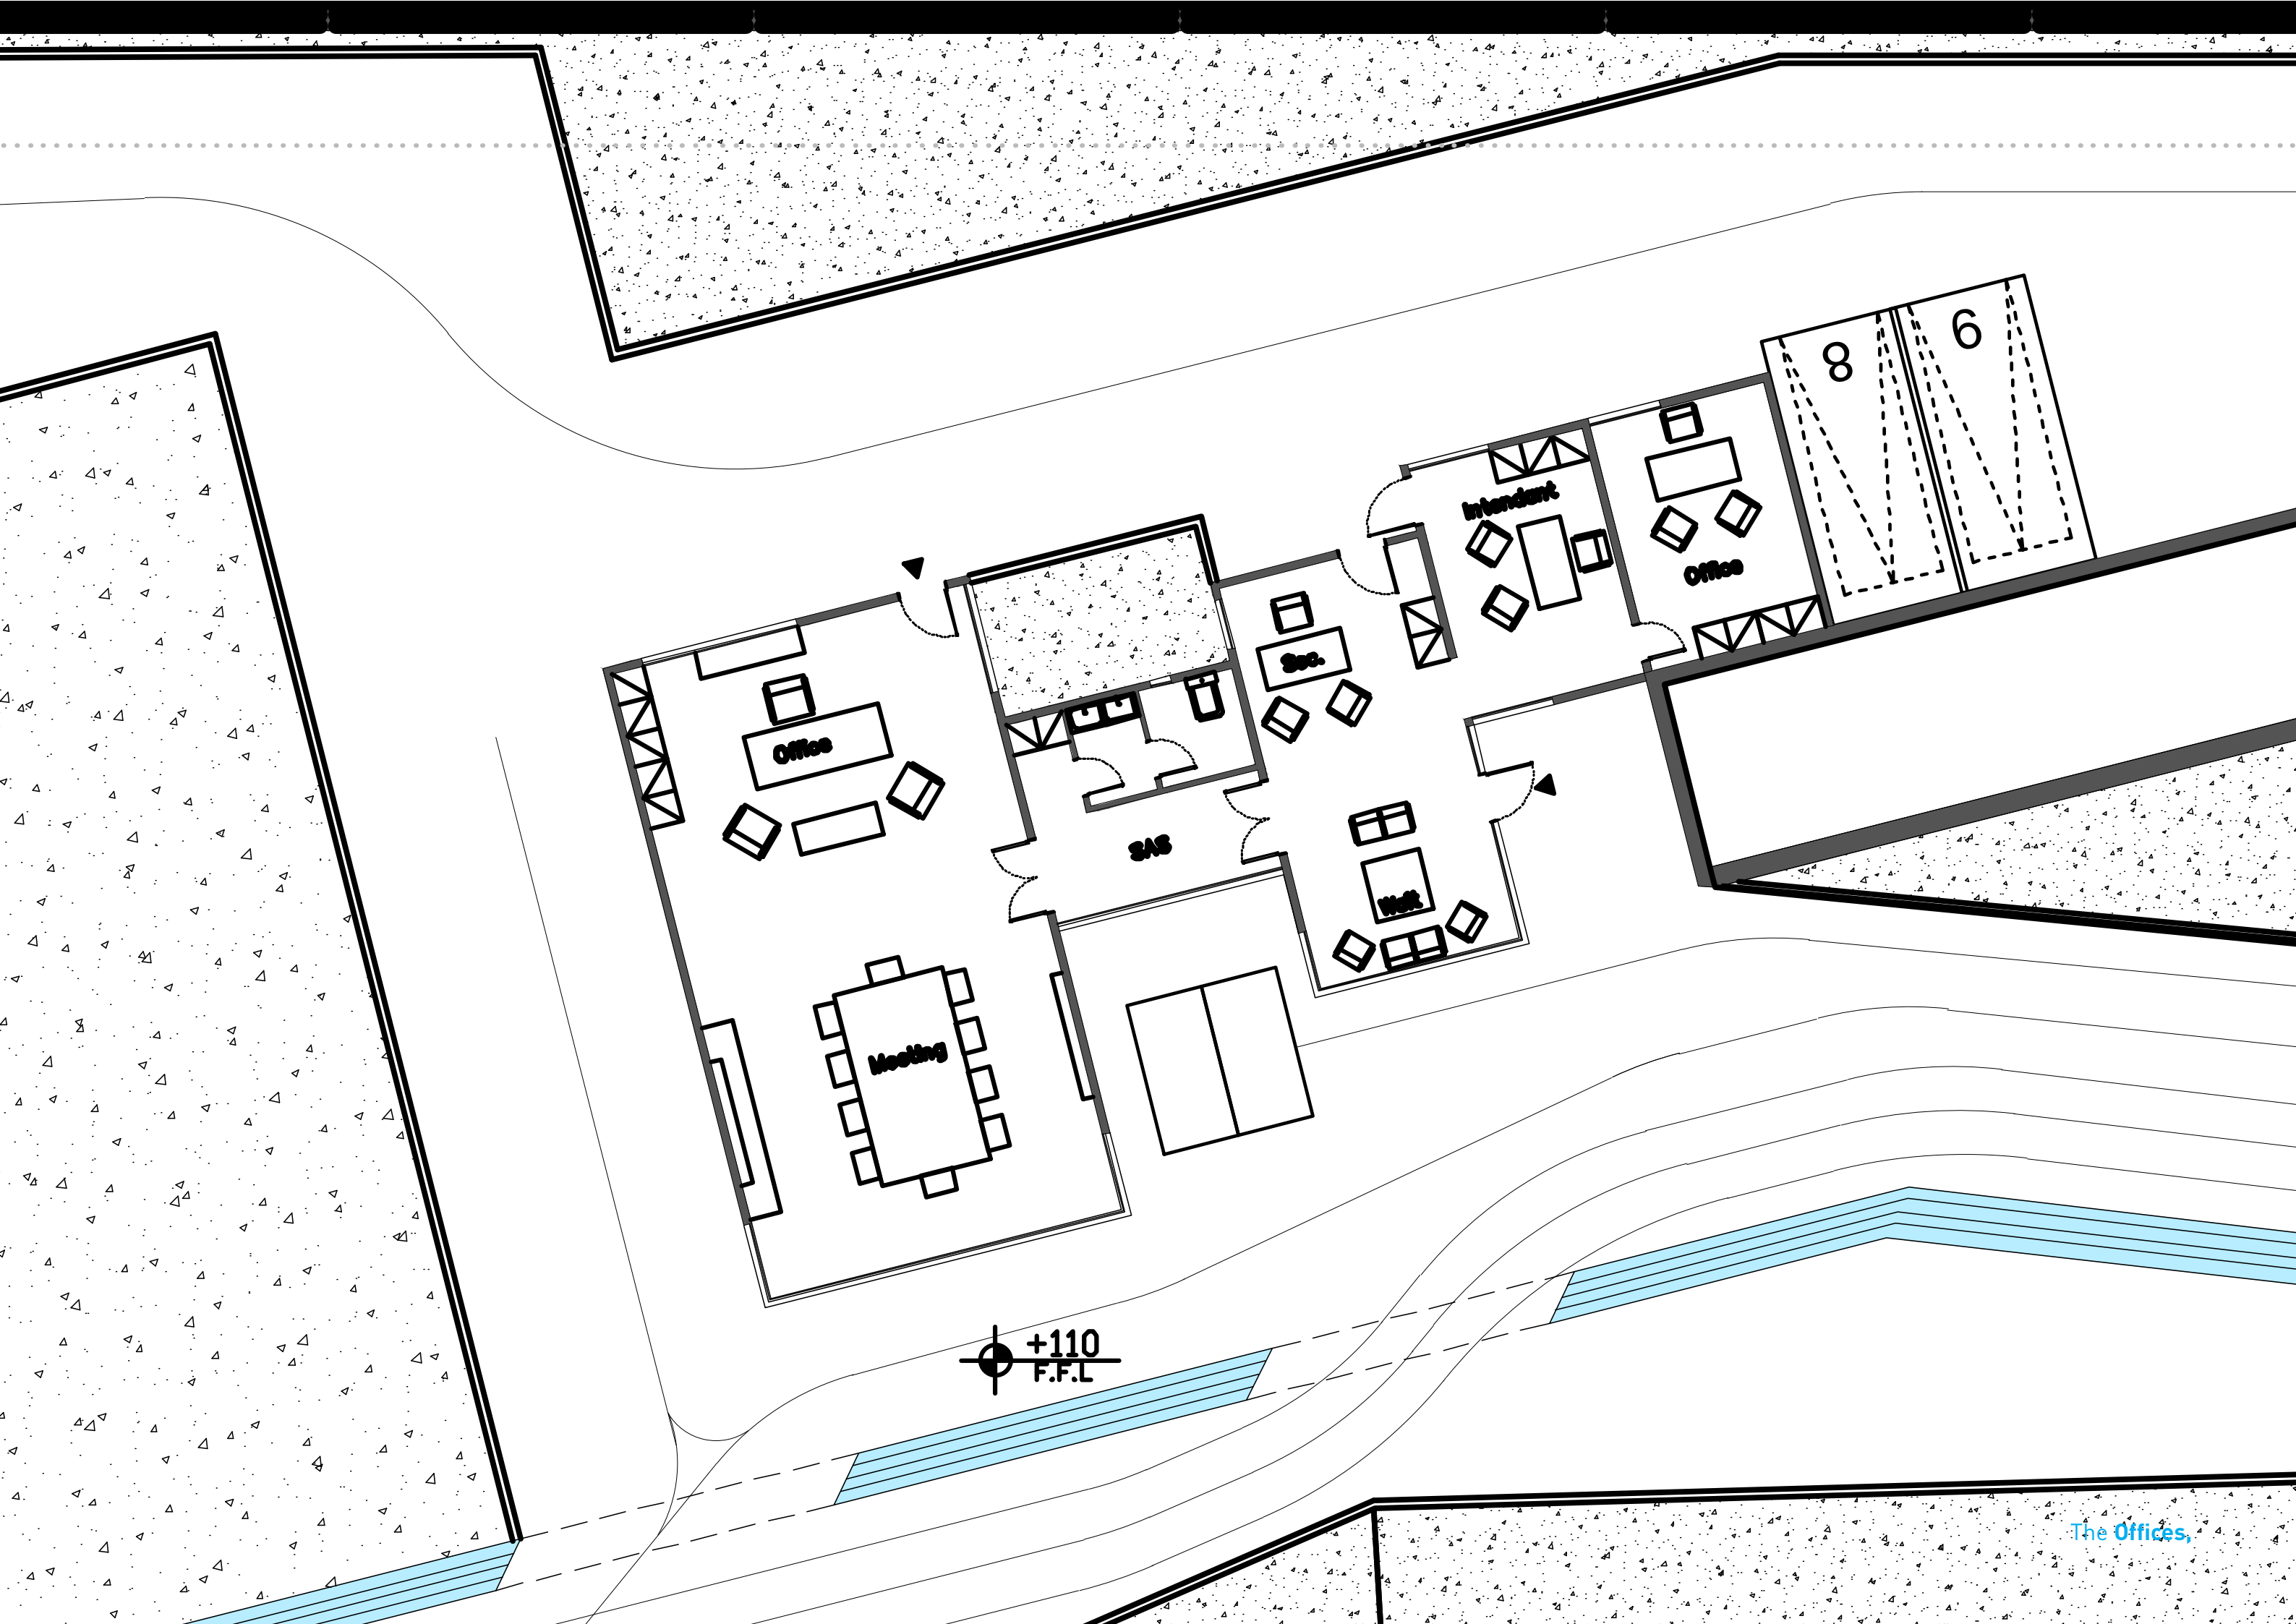 8
6
Intendant
Office
Sec.
Office
SAS
Wait
Meeting
+110
F.F.L
The Offices,